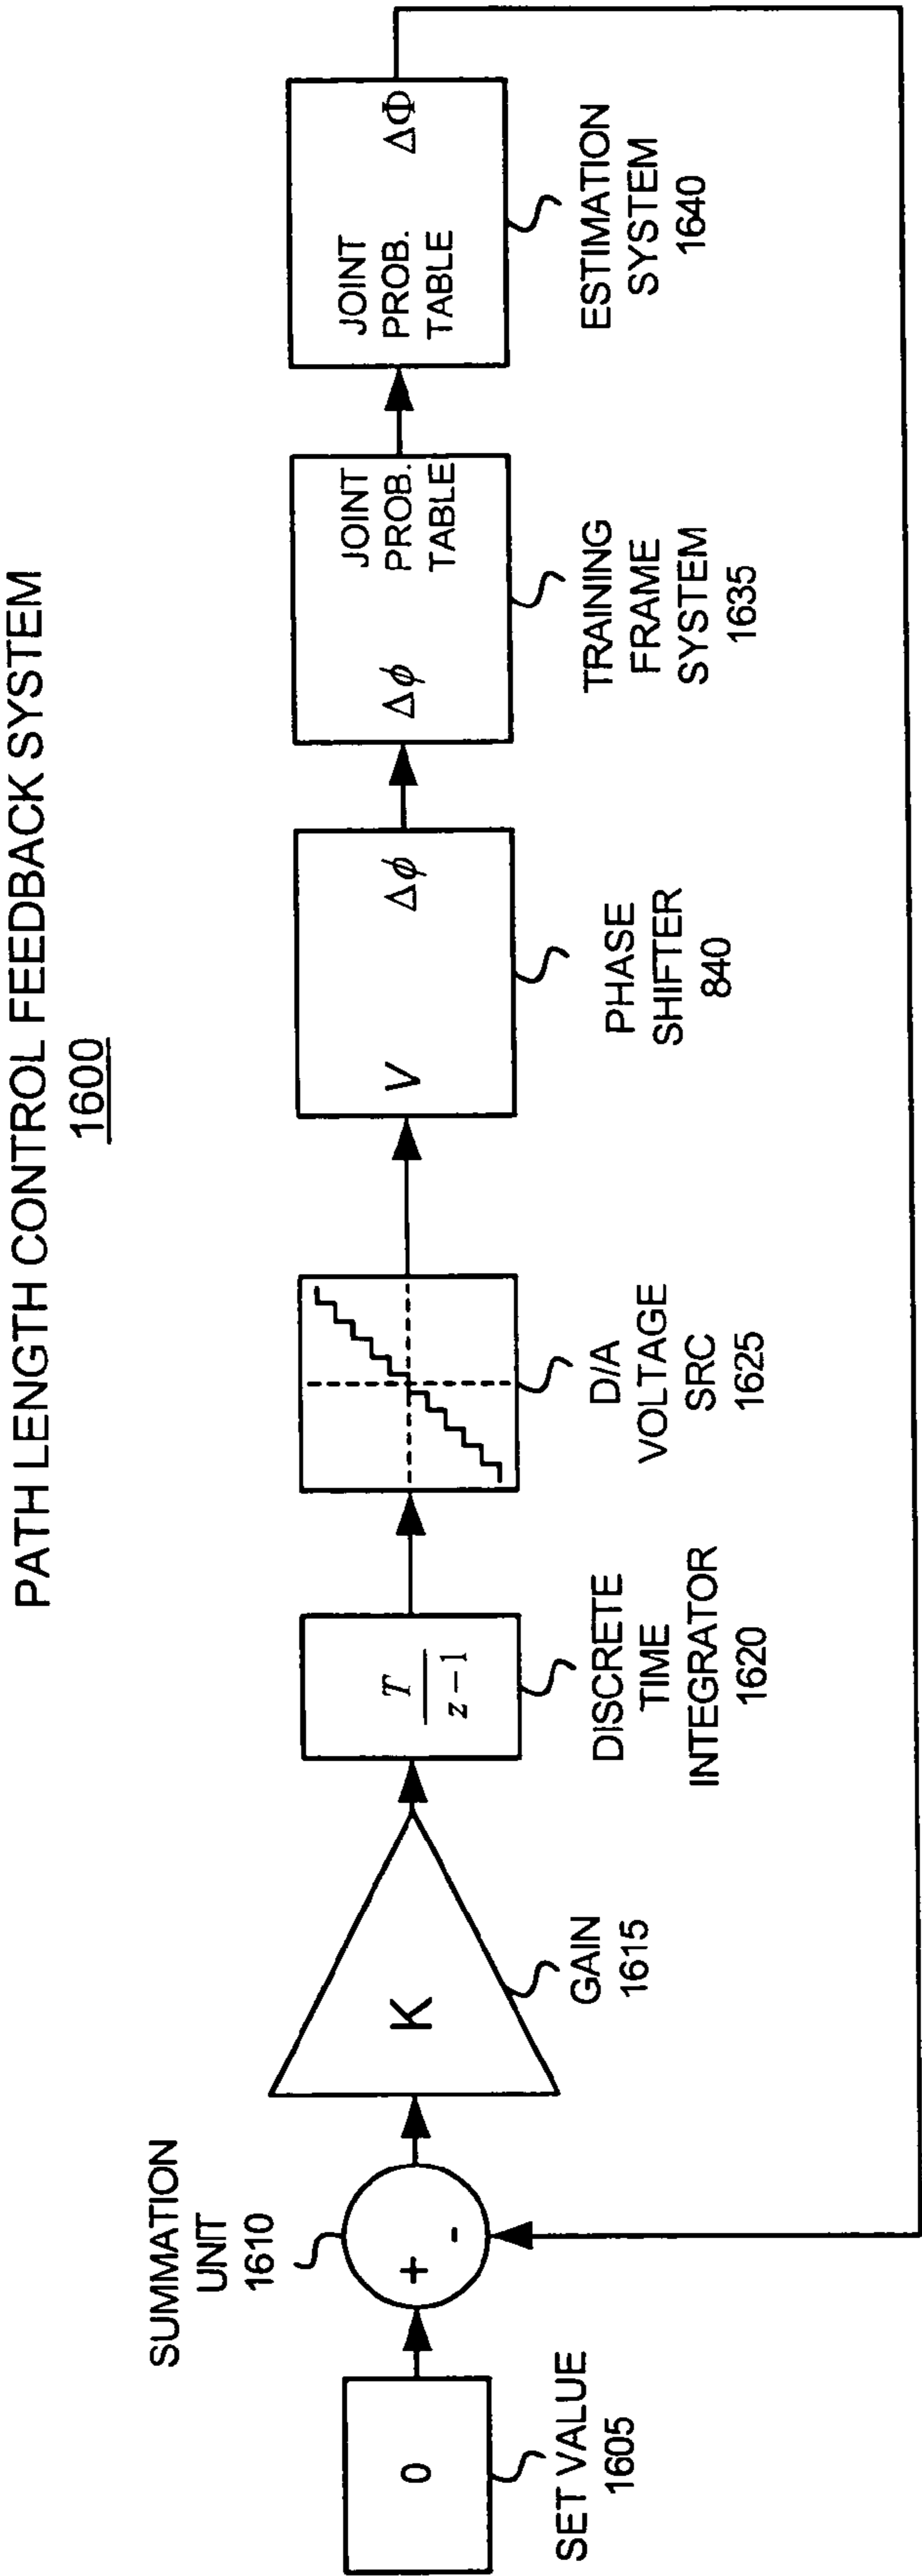 PATH LENGTH CONTROL FEEDBACK SYSTEM
1600
SUMMATION
UNIT
1610
0
SET VALUE
1605
+
-
K
GAIN
1615
T
z-1
DISCRETE
TIME
INTEGRATOR
1620
D/A
VOLTAGE
SRC
1625
V
Δϕ
PHASE
SHIFTER
840
Δϕ
JOINT
PROB.
TABLE
TRAINING
FRAME
SYSTEM
1635
JOINT
PROB.
TABLE
ΔΦ
ESTIMATION
SYSTEM
1640